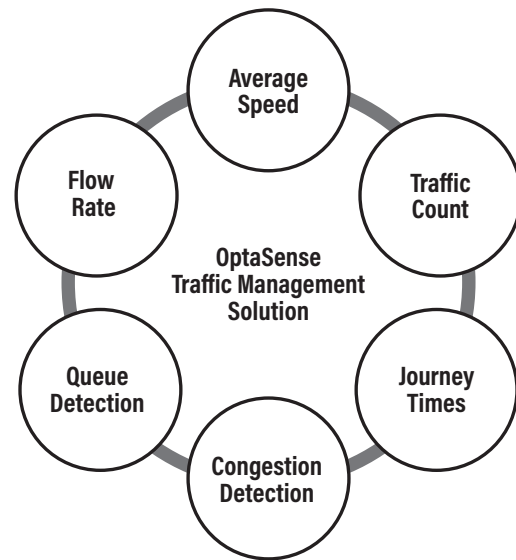 Average
Speed
Flow
Rate
Traffic
Count
OptaSense
Traffic Management
Solution
Queue
Detection
Journey
Times
Congestion
Detection